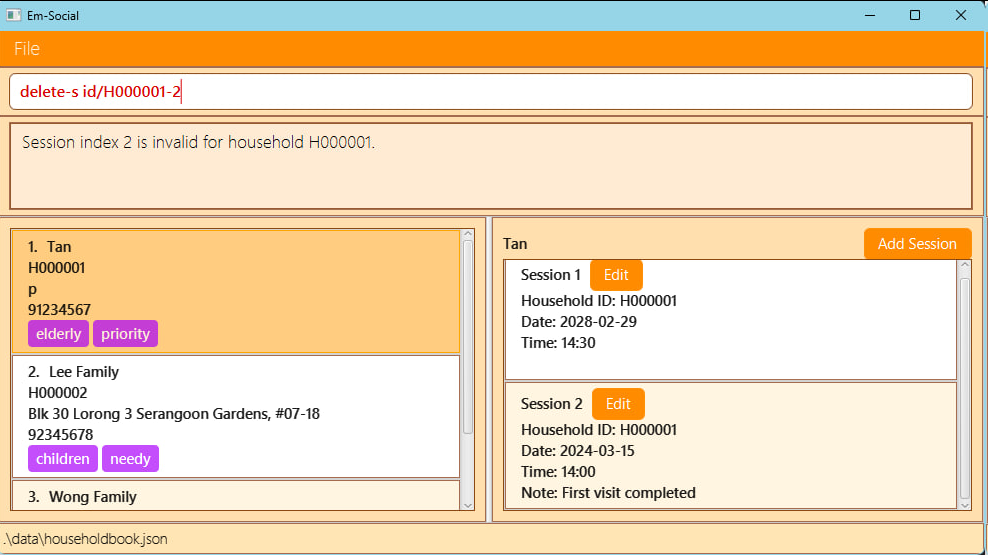 Em-Social
File
delete-s id/H000001-2
Session index 2 is invalid for household H000001.
1. Tan
H000001
p
91234567
elderly priority
2. Lee Family
H000002
Blk 30 Lorong 3 Serangoon Gardens, #07-18
92345678
children needy
3. Wong Family
Tan Add Session
Session 1 Edit
Household ID: H000001
Date: 2028-02-29
Time: 14:30
Session 2 Edit
Household ID: H000001
Date: 2024-03-15
Time: 14:00
Note: First visit completed
.\data\householdbook.json